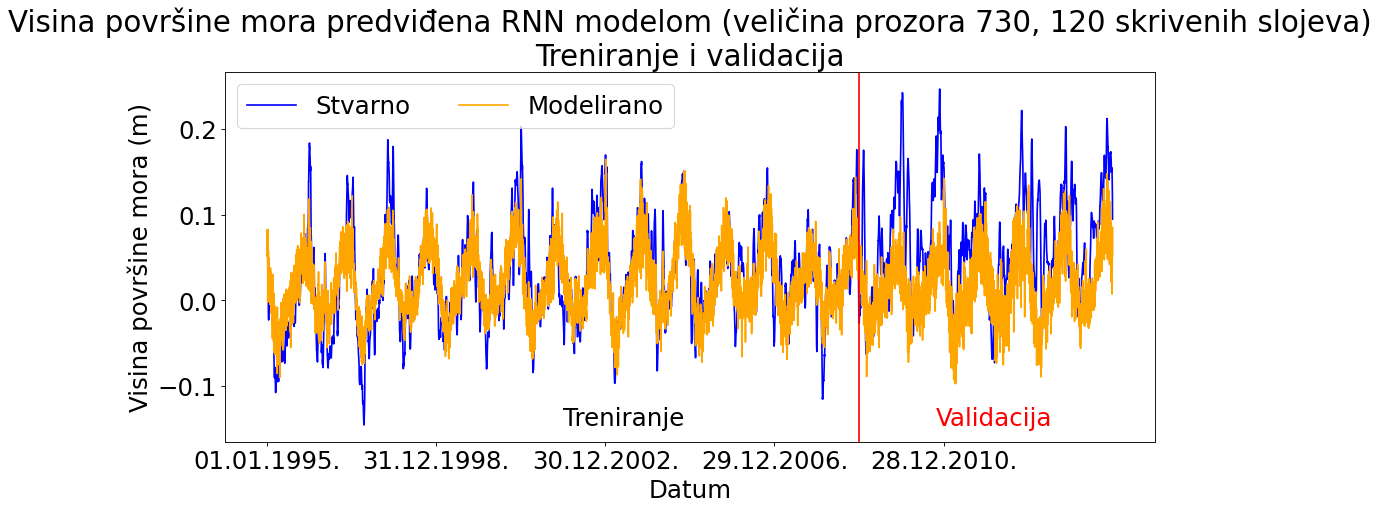 Visina površine mora predviđena RNN modelom (veličina prozora 730, 120 skrivenih slojeva)
Treniranje i validacija
Stvarno
Modelirano
Visina površine mora (m)
0.2
0.1
0.0
−0.1
Treniranje
Validacija
01.01.1995.
31.12.1998.
30.12.2002.
29.12.2006.
28.12.2010.
Datum